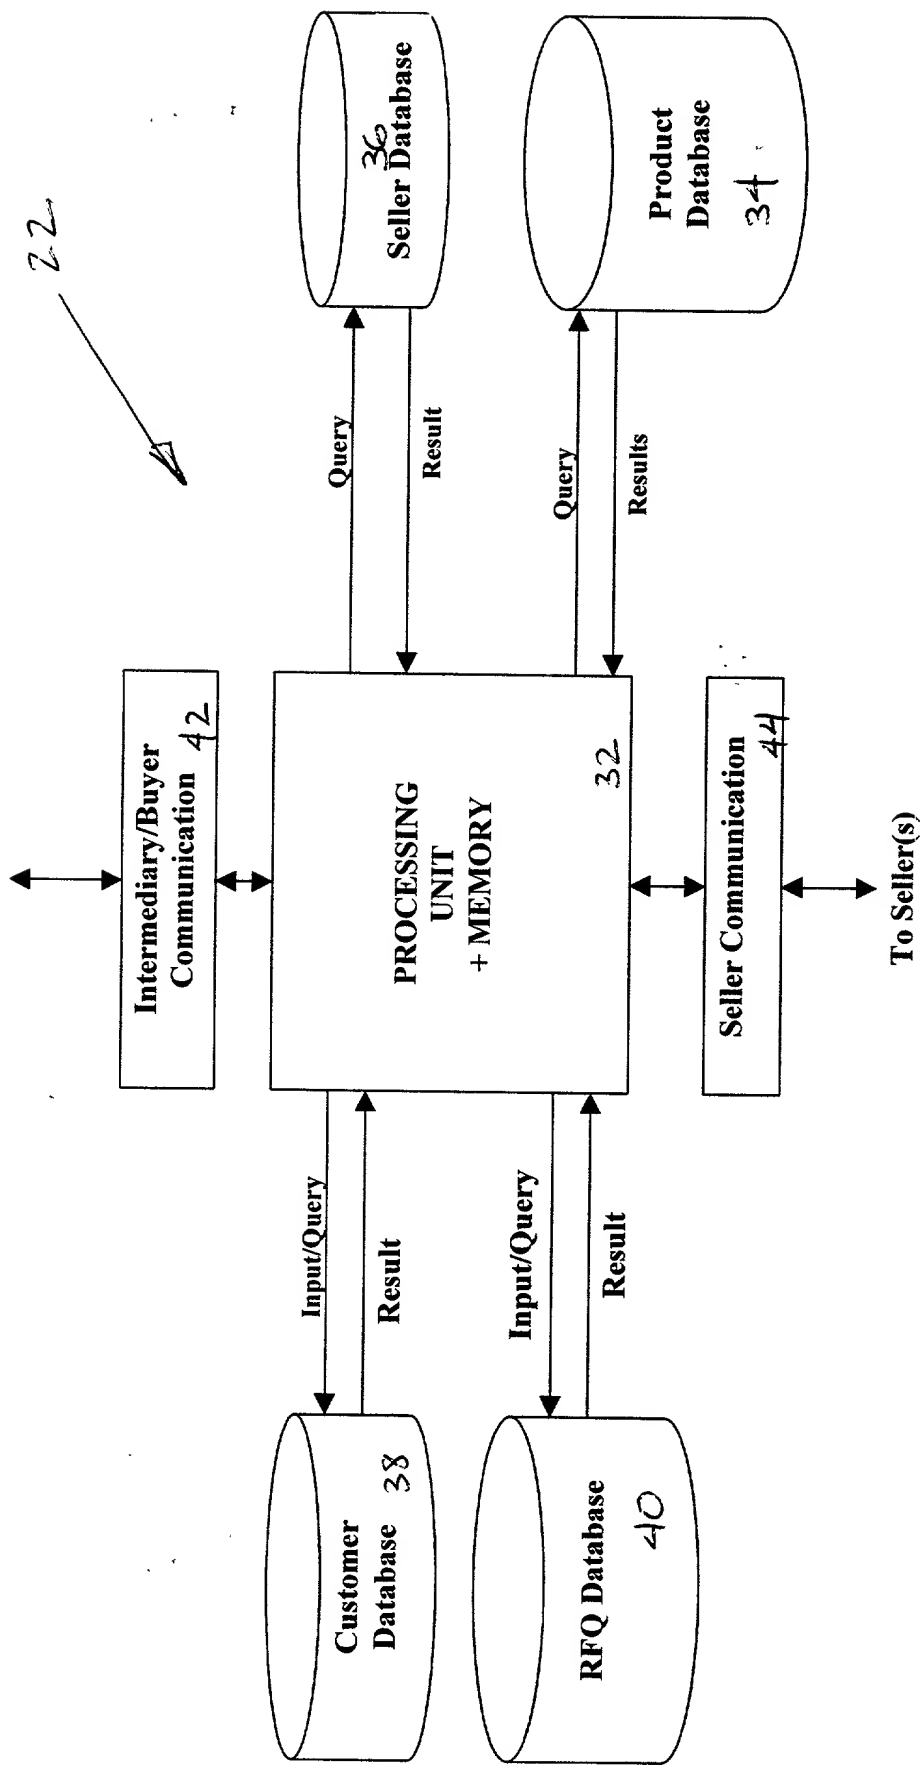 22
Intermediary/Buyer
Communication 42
Customer
Database 38
Input/Query
Result
PROCESSING
UNIT
+ MEMORY
32
Query
Result
36
Seller Database
RFQ Database
40
Input/Query
Result
Query
Results
Product
Database
34
Seller Communication
44
To Seller(s)